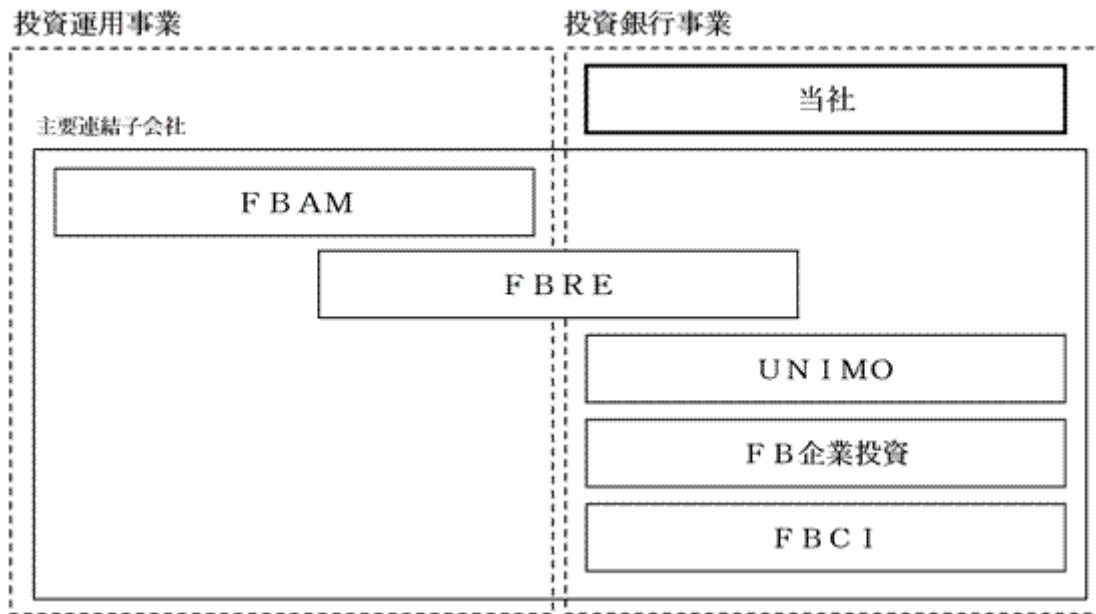 投資運用事業
投資銀行事業
当社
主要連結子会社
ＦＢＡＭ
ＦＢＲＥ
ＵＮＩＭＯ
ＦＢ企業投資
ＦＢＣＩ